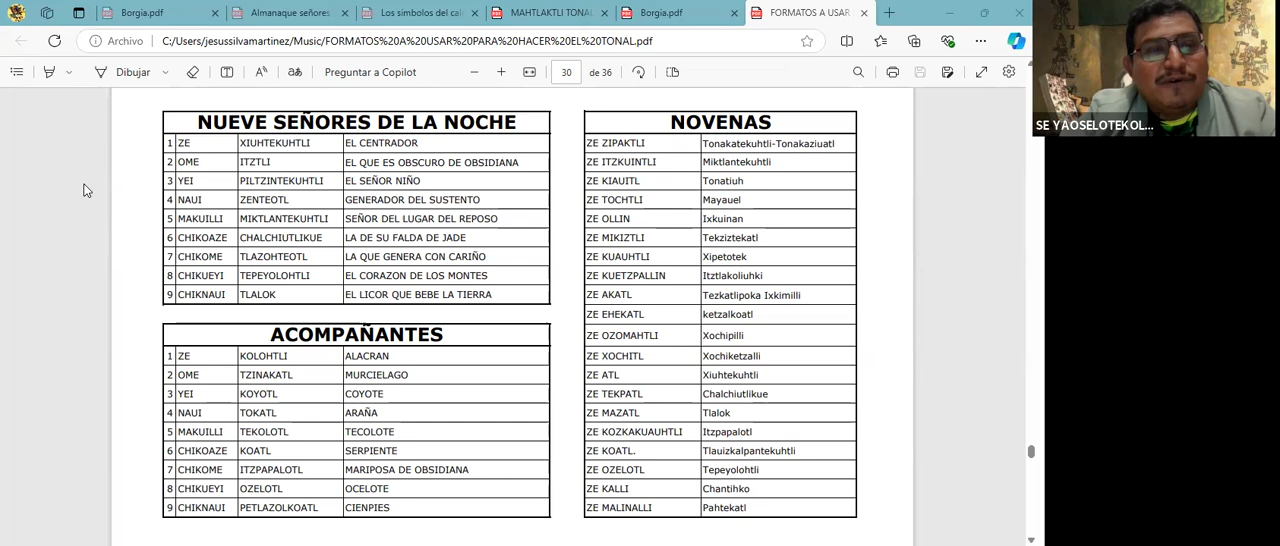 Borgia.pdf
Almanaque señores
Los símbolos del cal
MAHTLAKTLI TONAL
Borgia.pdf
FORMATOS A USAR
Archivo
C:/Users/jesussilvamartinez/Music/FORMATOS%20A%20USAR%20PARA%20HACER%20EL%20TONAL.pdf
Dibujar
Preguntar a Copilot
30 de 36
SE YAOSELOTEKOL...
NUEVE SEÑORES DE LA NOCHE
1 ZE XIUHTEKUHTLI EL CENTRADOR
2 OME ITZTLI EL QUE ES OBSCURO DE OBSIDIANA
3 YEI PILTZINTEKUHTLI EL SEÑOR NIÑO
4 NAUI ZENTEOTL GENERADOR DEL SUSTENTO
5 MAKUILLI MIKTLANTEKUHTLI SEÑOR DEL LUGAR DEL REPOSO
6 CHIKOAZE CHALCHIUTLIKUE LA DE SU FALDA DE JADE
7 CHIKOME TLAZOHTEOTL LA QUE GENERA CON CARIÑO
8 CHIKUEYI TEPEYOLOHTLI EL CORAZON DE LOS MONTES
9 CHIKNAUI TLALOK EL LICOR QUE BEBE LA TIERRA
ACOMPAÑANTES
1 ZE KOLOHTLI ALACRAN
2 OME TZINAKATL MURCIELAGO
3 YEI KOYOTL COYOTE
4 NAUI TOKATL ARAÑA
5 MAKUILLI TEKOLOTL TECOLOTE
6 CHIKOAZE KOATL SERPIENTE
7 CHIKOME ITZPAPALOTL MARIPOSA DE OBSIDIANA
8 CHIKUEYI OZELOTL OCELOTE
9 CHIKNAUI PETLAZOLKOATL CIENPIES
NOVENAS
ZE ZIPAKTLI Tonakatekuhtli-Tonakaziuatl
ZE ITZKUINTLI Miktlantekuhtli
ZE KIAUITL Tonatiuh
ZE TOCHTLI Mayauel
ZE OLLIN Ixkuinan
ZE MIKIZTLI Tekziztekatl
ZE KUAUHTLI Xipetotek
ZE KUETZPALLIN Itztlakoliuhki
ZE AKATL Tezkatlipoka Ixkimilli
ZE EHEKATL ketzalkoatl
ZE OZOMAHTLI Xochipilli
ZE XOCHITL Xochiketzalli
ZE ATL Xiuhtekuhtli
ZE TEKPATL Chalchiutlikue
ZE MAZATL Tlalok
ZE KOZKAKUAUHTLI Itzpapalotl
ZE KOATL. Tlauizkalpantekuhtli
ZE OZELOTL Tepeyolohtli
ZE KALLI Chantihko
ZE MALINALLI Pahtekatl